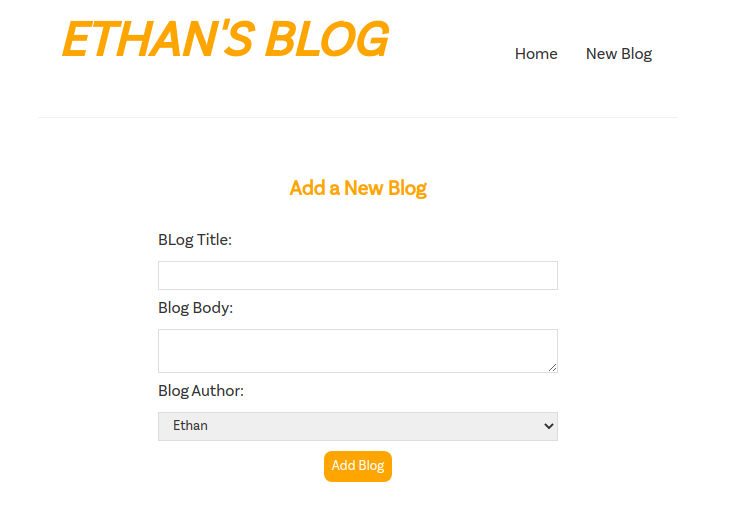 ETHAN'S BLOG
Home New Blog
Add a New Blog
BLog Title:
Blog Body:
Blog Author:
Ethan
Add Blog